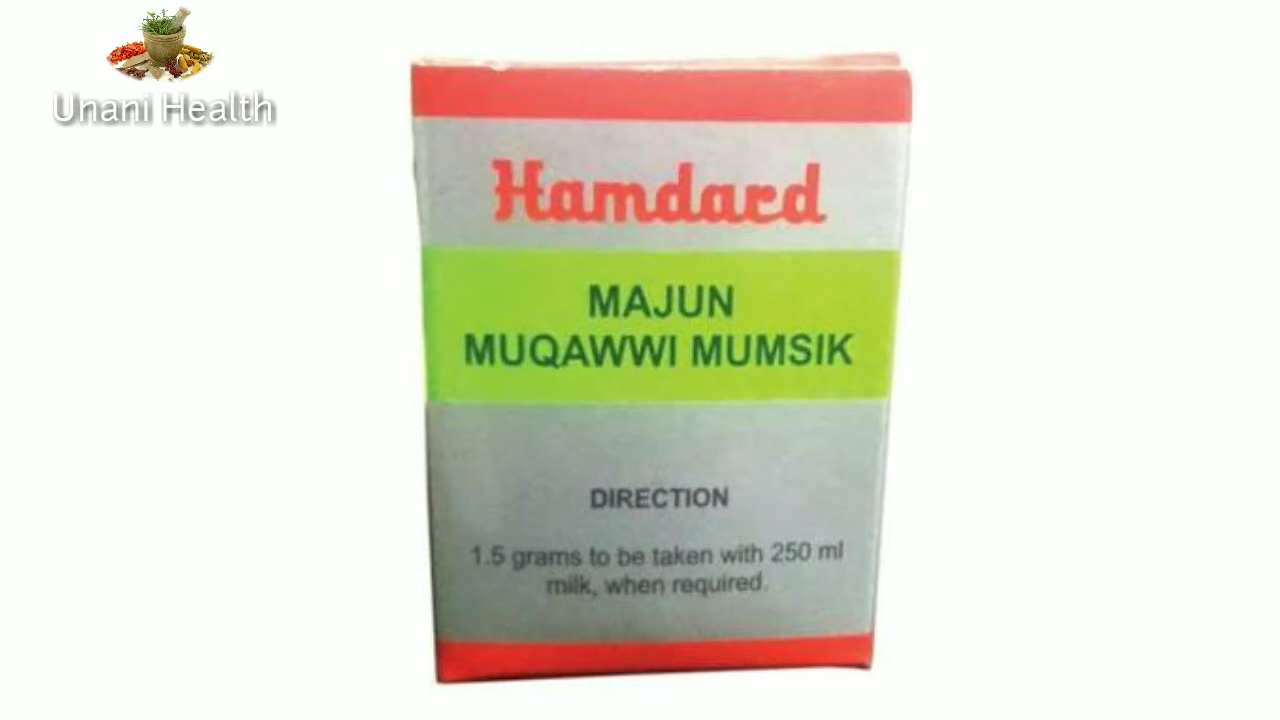 Unani Health
Hamdard
MAJUN
MUQAWWI MUMSIK
DIRECTION
1.5 grams to be taken with 250 ml
milk, when required.